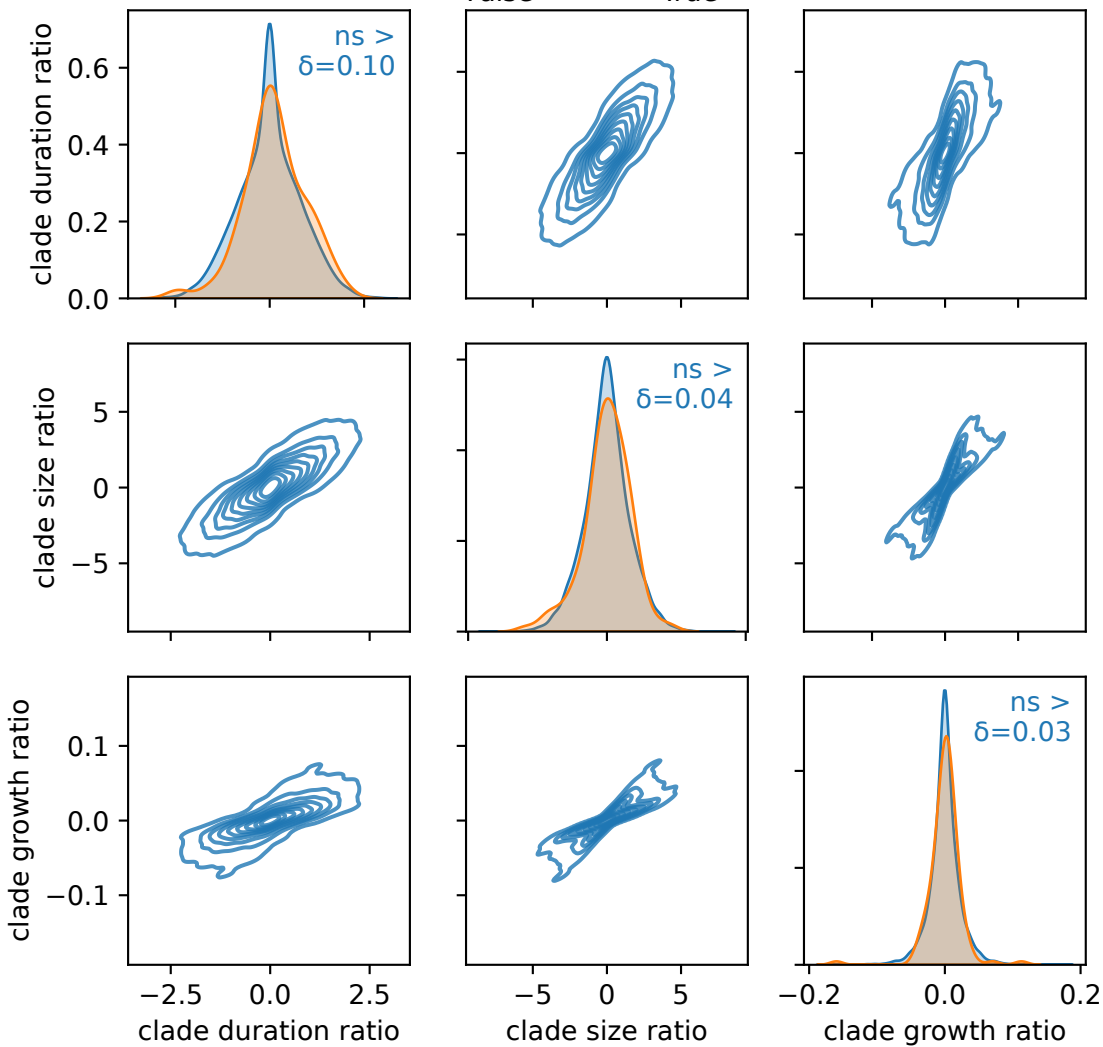 False True
clade duration ratio
0.6
0.4
0.2
0.0
ns >
δ=0.10
clade size ratio
5
0
−5
ns >
δ=0.04
clade growth ratio
0.1
0.0
−0.1
ns >
δ=0.03
−2.5 0.0 2.5 −5 0 5 −0.2 0.0 0.2
clade duration ratio clade size ratio clade growth ratio